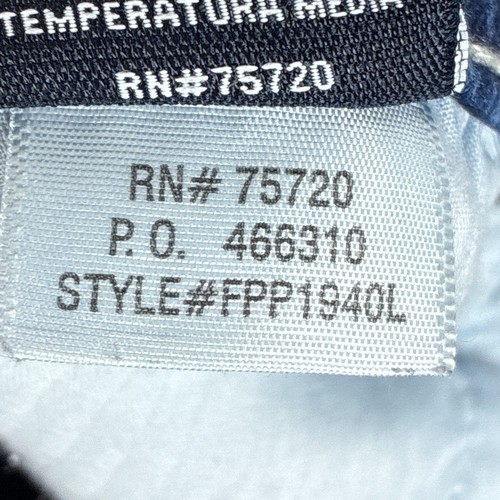 TEMPERATURA MEDIA
RN#75720
RN# 75720
P.O. 466310
STYLE#FPP1940L